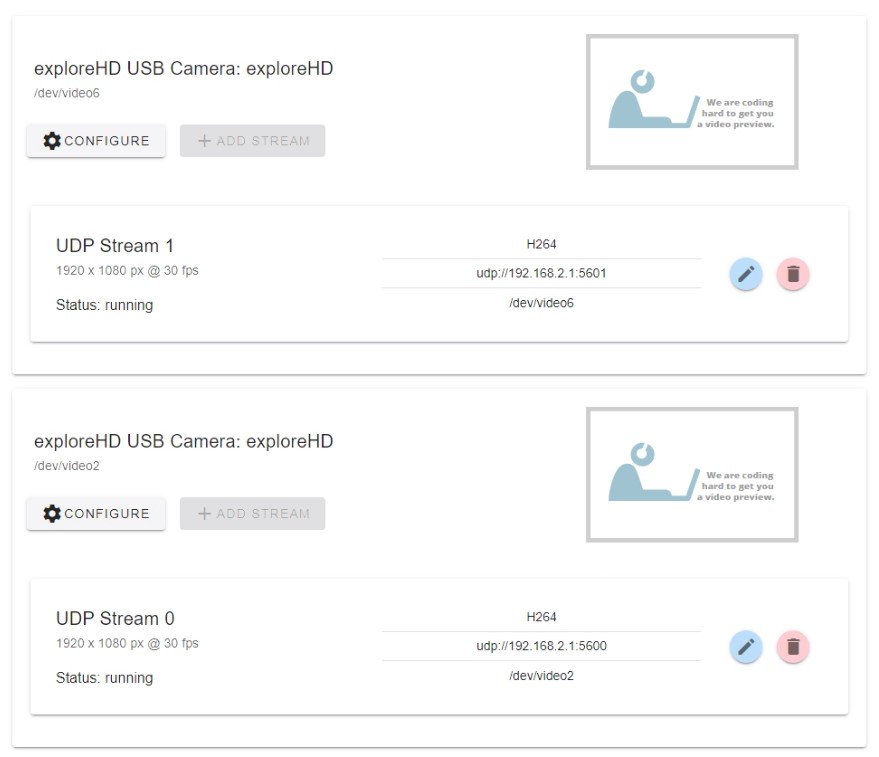 exploreHD USB Camera: exploreHD
/dev/video6
CONFIGURE
+ ADD STREAM
We are coding
hard to get you
a video preview.
UDP Stream 1
1920 x 1080 px @ 30 fps
Status: running
H264
udp://192.168.2.1:5601
/dev/video6
exploreHD USB Camera: exploreHD
/dev/video2
CONFIGURE
+ ADD STREAM
We are coding
hard to get you
a video preview.
UDP Stream 0
1920 x 1080 px @ 30 fps
Status: running
H264
udp://192.168.2.1:5600
/dev/video2